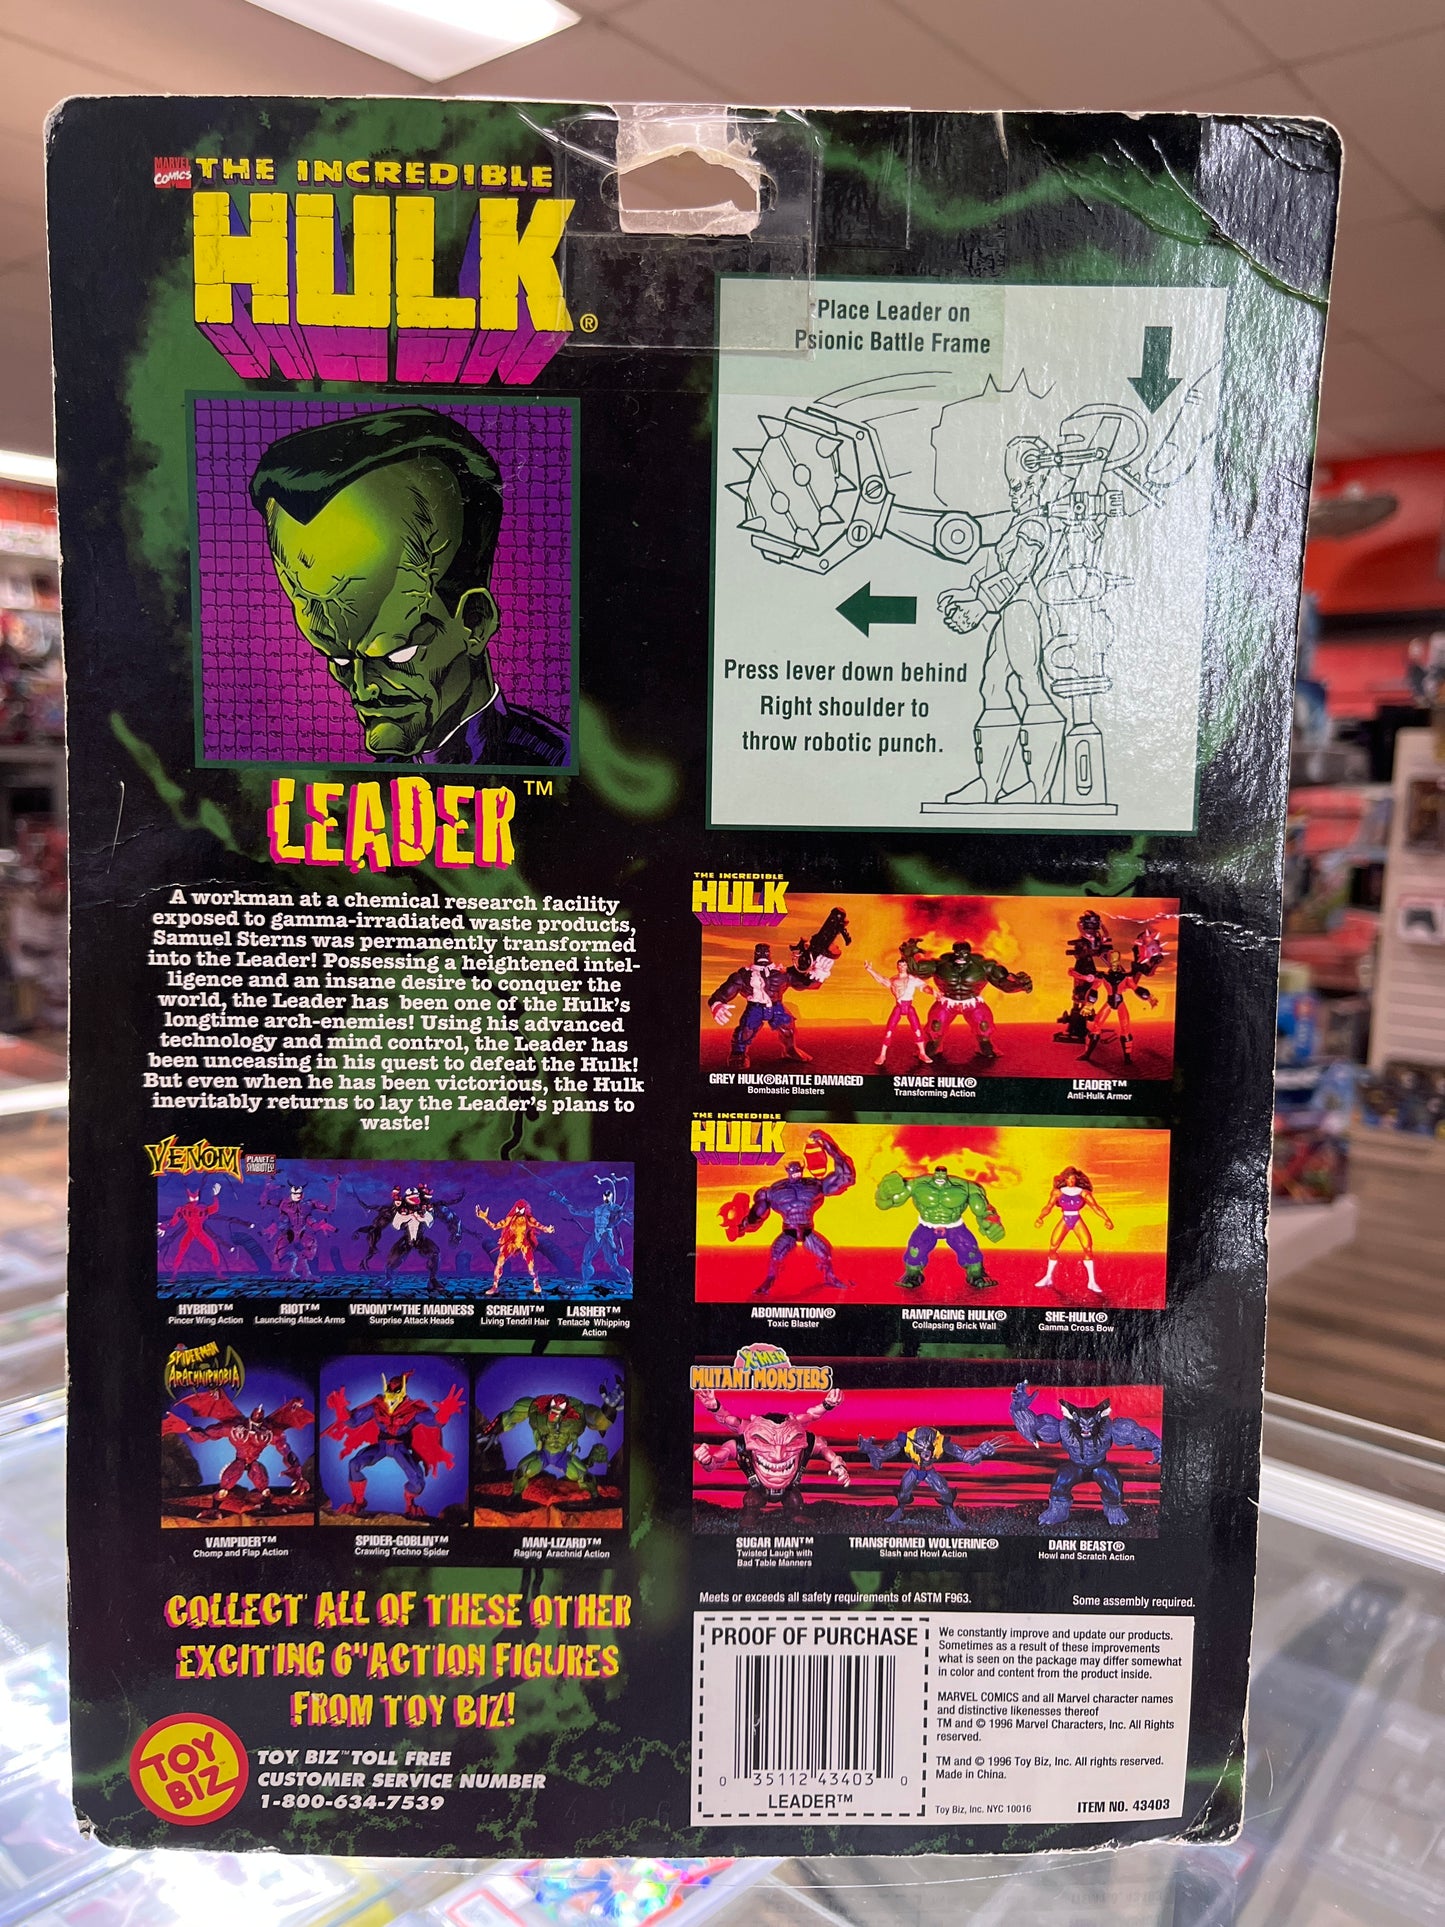 MARVEL
COMICS
THE INCREDIBLE
HULK®
LEADER™
A workman at a chemical research facility
exposed to gamma-irradiated waste products,
Samuel Sterns was permanently transformed
into the Leader! Possessing a heightened intel-
ligence and an insane desire to conquer the
world, the Leader has been one of the Hulk's
longtime arch-enemies! Using his advanced
technology and mind control, the Leader has
been unceasing in his quest to defeat the Hulk!
But even when he has been victorious, the Hulk
inevitably returns to lay the Leader's plans to
waste!
Place Leader on
Psionic Battle Frame
Press lever down behind
Right shoulder to
throw robotic punch.
THE INCREDIBLE
HULK
GREY HULK®BATTLE DAMAGED
Bombastic Blasters
SAVAGE HULK®
Transforming Action
LEADER™
Anti-Hulk Armor
THE INCREDIBLE
HULK
ABOMINATION®
Toxic Blaster
RAMPAGING HULK®
Collapsing Brick Wall
SHE-HULK®
Gamma Cross Bow
VENOM
PLANET OF
SYMBIOTES!
HYBRID™
Pincer Wing Action
RIOT™
Launching Attack Arms
VENOM™THE MADNESS
Surprise Attack Heads
SCREAM™
Living Tendril Hair
LASHER™
Tentacle Whipping
Action
SPIDER-MAN
ARACHNIPHOBIA
VAMPIDER™
Chomp and Flap Action
SPIDER-GOBLIN™
Crawling Techno Spider
MAN-LIZARD™
Raging Arachnid Action
X-MEN
MUTANT MONSTERS
SUGAR MAN™
Twisted Laugh with
Bad Table Manners
TRANSFORMED WOLVERINE®
Slash and Howl Action
DARK BEAST®
Howl and Scratch Action
COLLECT ALL OF THESE OTHER
EXCITING 6" ACTION FIGURES
FROM TOY BIZ!
TOY
BIZ
TOY BIZ™ TOLL FREE
CUSTOMER SERVICE NUMBER
1-800-634-7539
Meets or exceeds all safety requirements of ASTM F963.
Some assembly required.
PROOF OF PURCHASE
0 35112 43403 0
LEADER™
We constantly improve and update our products.
Sometimes as a result of these improvements
what is seen on the package may differ somewhat
in color and content from the product inside.
MARVEL COMICS and all Marvel character names
and distinctive likenesses thereof
TM and © 1996 Marvel Characters, Inc. All Rights
reserved.
TM and © 1996 Toy Biz, Inc. All rights reserved.
Made in China.
Toy Biz, Inc. NYC 10016
ITEM NO. 43403